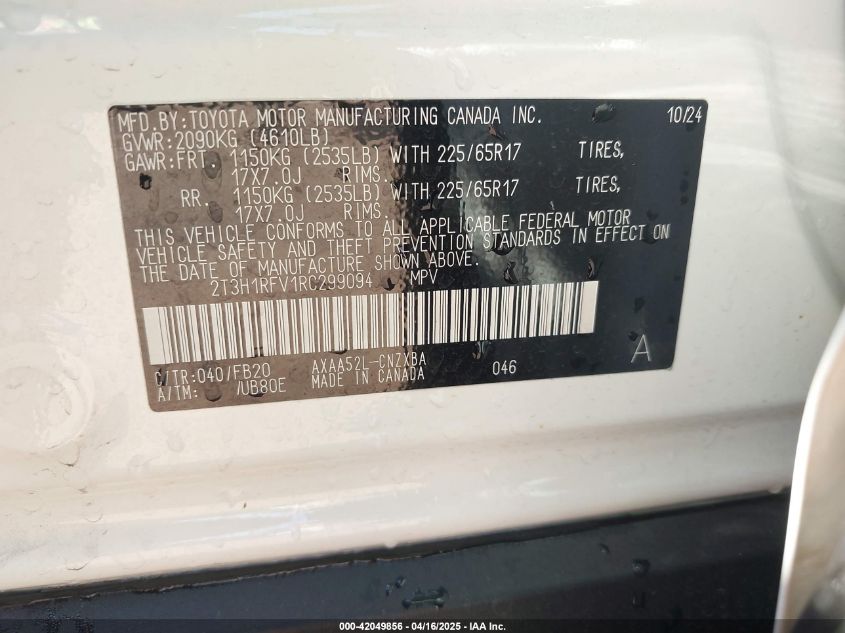 MFD.BY:TOYOTA MOTOR MANUFACTURING CANADA INC. 10/24
GVWR:2090KG (4610LB)
GAWR:FRT. 1150KG (2535LB) WITH 225/65R17 TIRES,
17X7.0J RIMS.
RR. 1150KG (2535LB) WITH 225/65R17 TIRES,
17X7.0J RIMS.
THIS VEHICLE CONFORMS TO ALL APPLICABLE FEDERAL MOTOR
VEHICLE SAFETY AND THEFT PREVENTION STANDARDS IN EFFECT ON
THE DATE OF MANUFACTURE SHOWN ABOVE.
2T3H1RFV1RC299094 MPV
C/TR:040/FB20 AXAA52L-CNZXBA 046 A
A/TM: /UB80E MADE IN CANADA
000-42049856 - 04/16/2025 - IAA Inc.